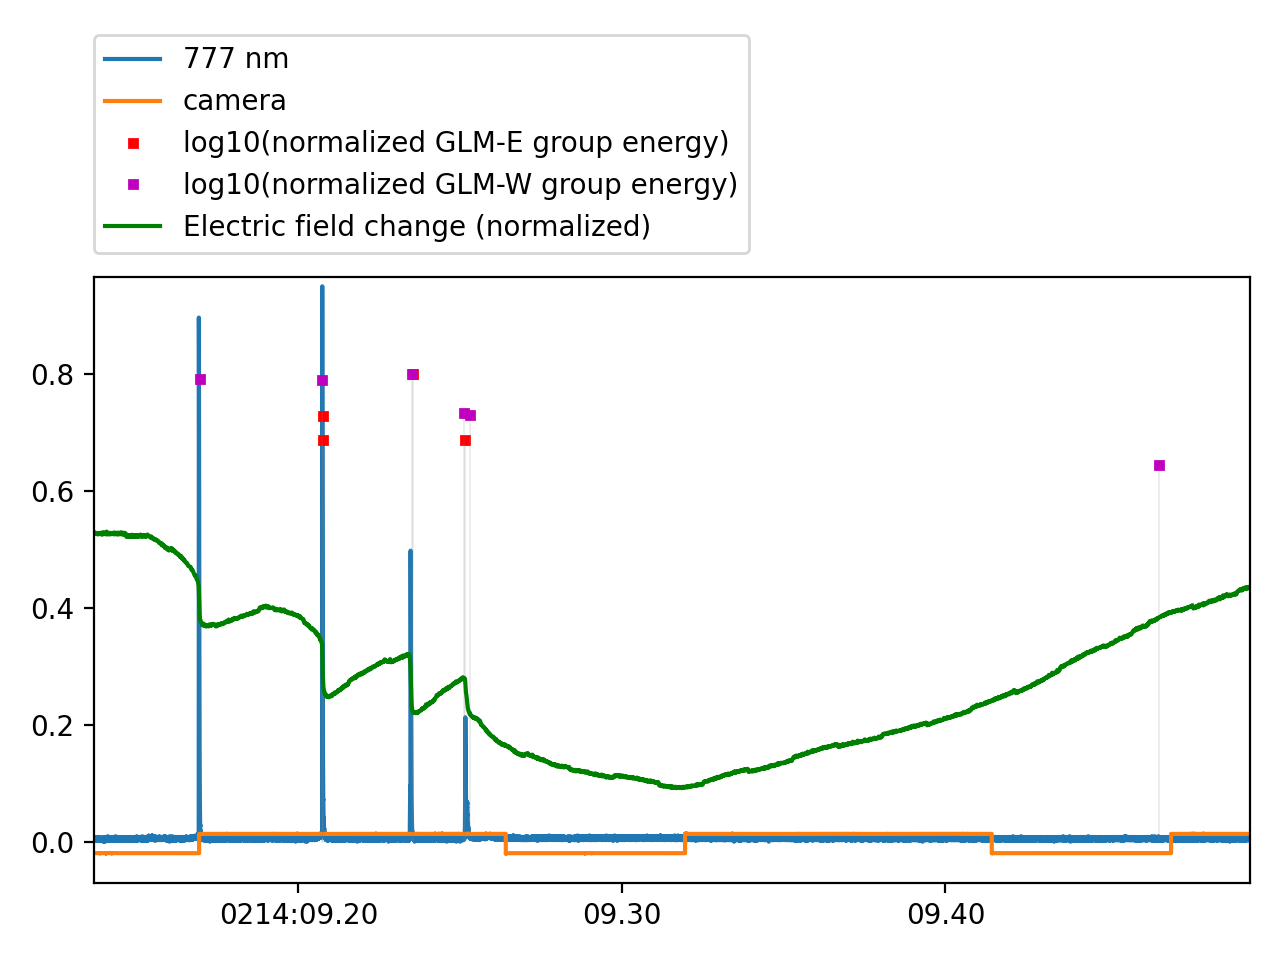 777 nm
camera
log10(normalized GLM-E group energy)
log10(normalized GLM-W group energy)
Electric field change (normalized)
0.8
0.6
0.4
0.2
0.0
0214:09.20 09.30 09.40